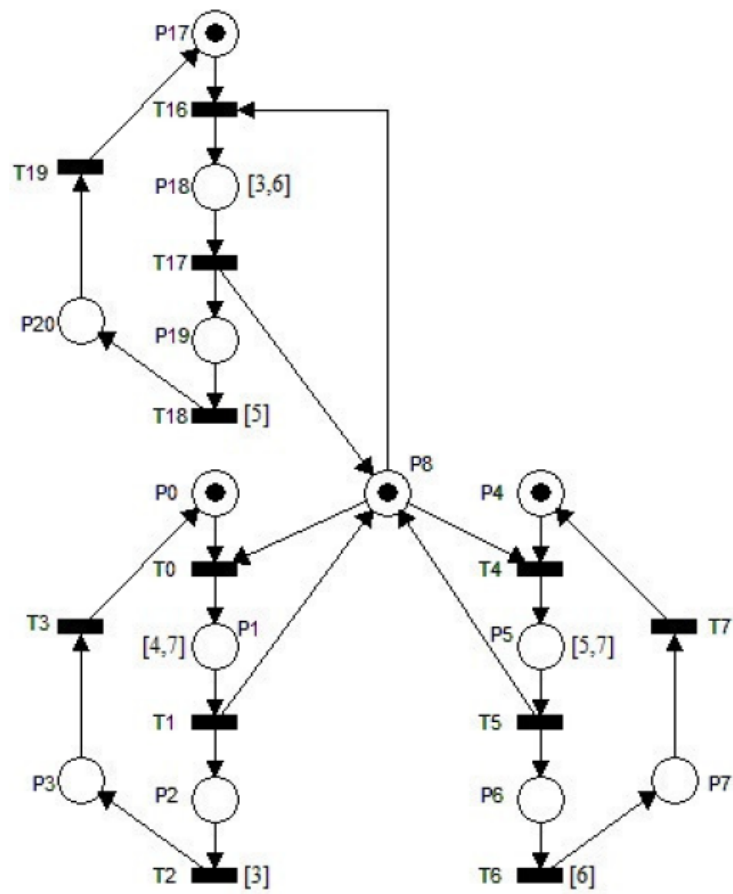 P17
T16
T19
P18 [3,6]
T17
P20
P19
T18 [5]
P8
P0
P4
T0
T4
T3
P1
P5
T7
[4,7]
[5,7]
T1
T5
P3
P2
P6
P7
T2 [3]
T6 [6]